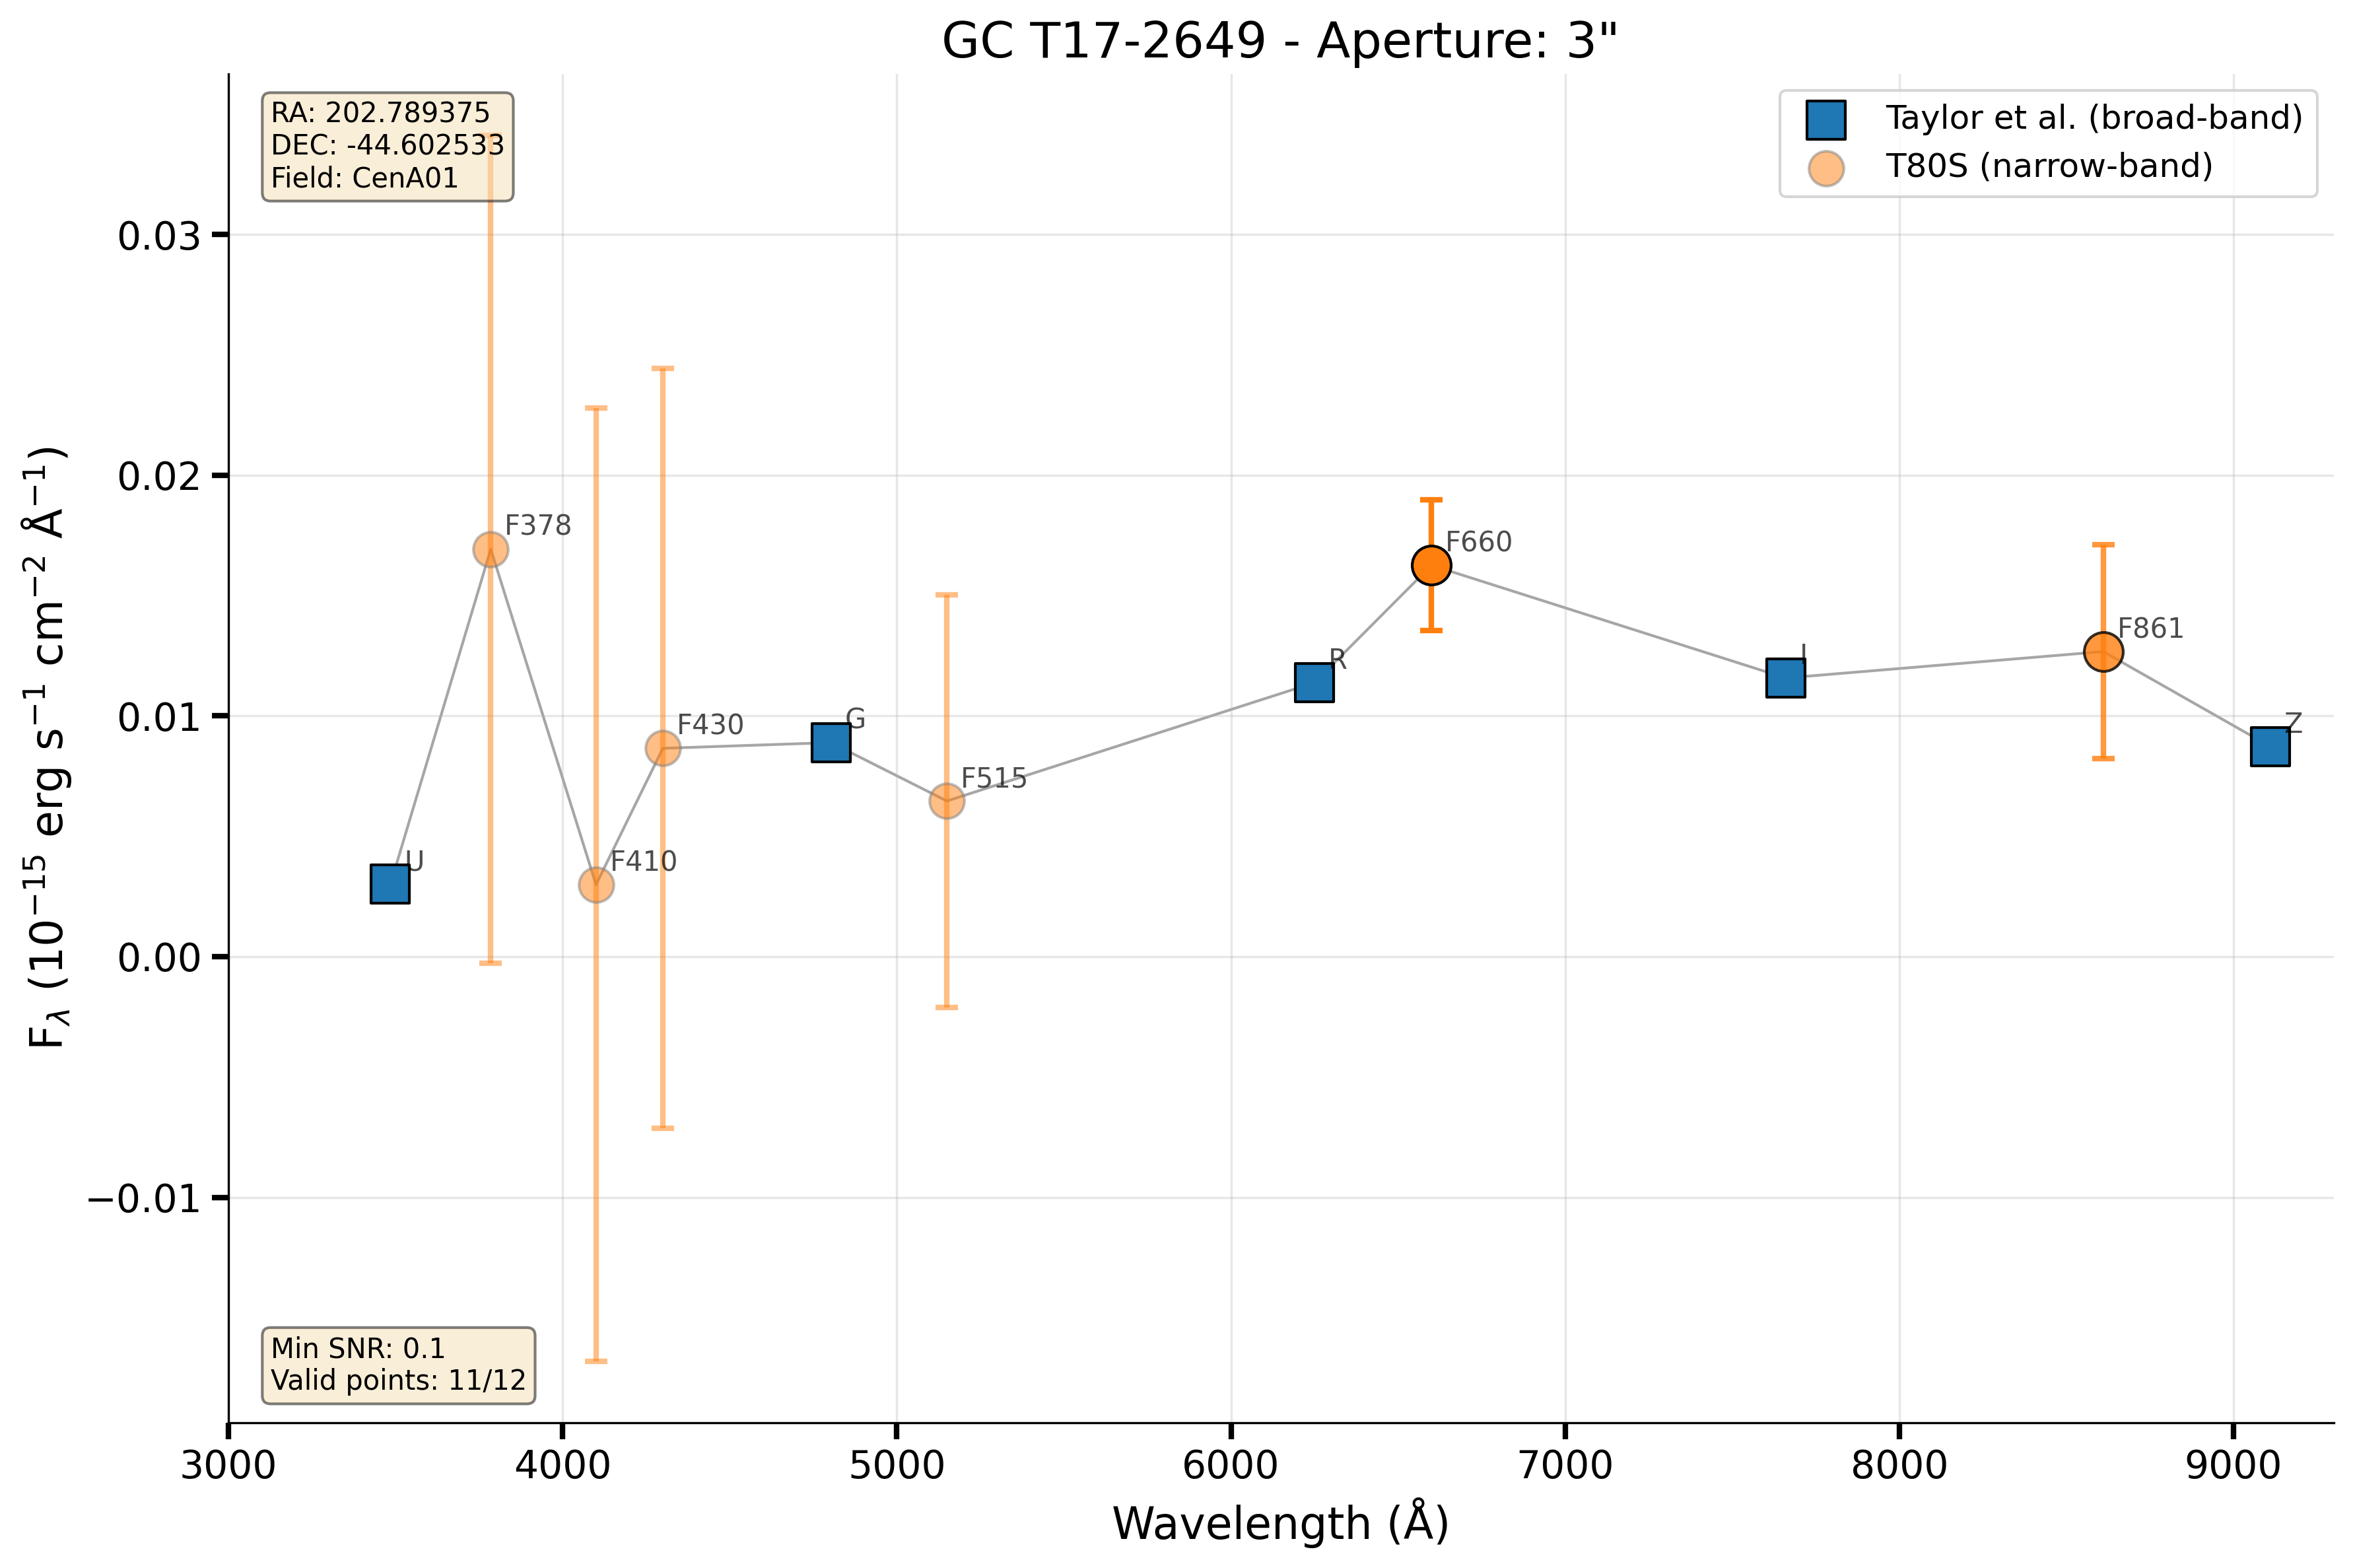 GC T17-2649 - Aperture: 3"
RA: 202.789375
DEC: -44.602533
Field: CenA01
Taylor et al. (broad-band)
T80S (narrow-band)
0.03
0.02
0.01
0.00
−0.01
F_λ (10⁻¹⁵ erg s⁻¹ cm⁻² Å⁻¹)
U
F378
F410
F430
G
F515
R
F660
I
F861
Z
Min SNR: 0.1
Valid points: 11/12
3000 4000 5000 6000 7000 8000 9000
Wavelength (Å)